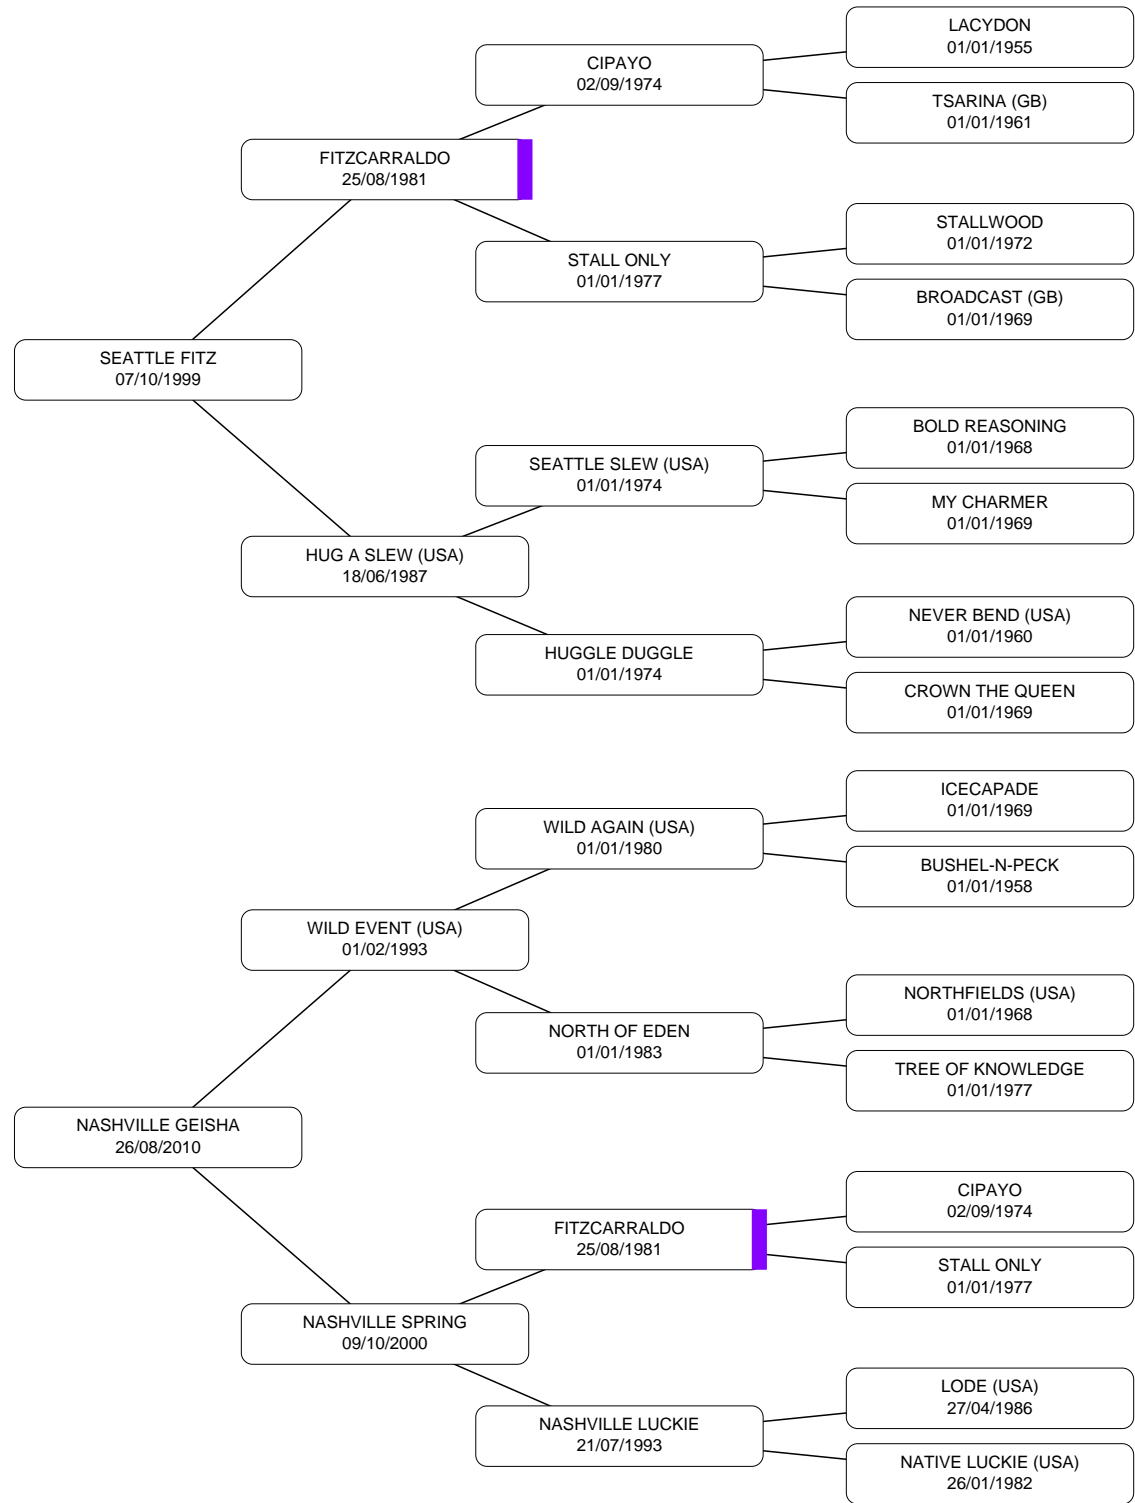 LACYDON
01/01/1955
CIPAYO
02/09/1974
TSARINA (GB)
01/01/1961
FITZCARRALDO
25/08/1981
STALLWOOD
01/01/1972
STALL ONLY
01/01/1977
BROADCAST (GB)
01/01/1969
SEATTLE FITZ
07/10/1999
BOLD REASONING
01/01/1968
SEATTLE SLEW (USA)
01/01/1974
MY CHARMER
01/01/1969
HUG A SLEW (USA)
18/06/1987
NEVER BEND (USA)
01/01/1960
HUGGLE DUGGLE
01/01/1974
CROWN THE QUEEN
01/01/1969
ICECAPADE
01/01/1969
WILD AGAIN (USA)
01/01/1980
BUSHEL-N-PECK
01/01/1958
WILD EVENT (USA)
01/02/1993
NORTHFIELDS (USA)
01/01/1968
NORTH OF EDEN
01/01/1983
TREE OF KNOWLEDGE
01/01/1977
NASHVILLE GEISHA
26/08/2010
CIPAYO
02/09/1974
FITZCARRALDO
25/08/1981
STALL ONLY
01/01/1977
NASHVILLE SPRING
09/10/2000
LODE (USA)
27/04/1986
NASHVILLE LUCKIE
21/07/1993
NATIVE LUCKIE (USA)
26/01/1982